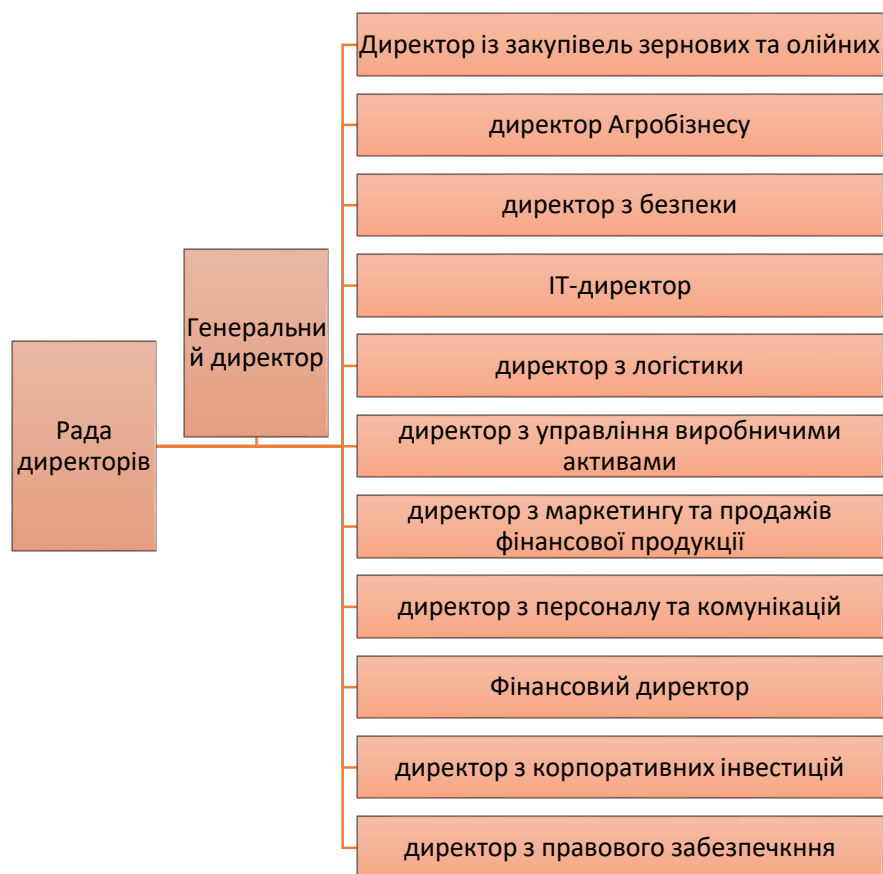 Рада
директорів
Генеральни
й директор
Директор із закупівель зернових та олійних
директор Агробізнесу
директор з безпеки
ІТ-директор
директор з логістики
директор з управління виробничими
активами
директор з маркетингу та продажів
фінансової продукції
директор з персоналу та комунікацій
Фінансовий директор
директор з корпоративних інвестицій
директор з правового забезпечкння